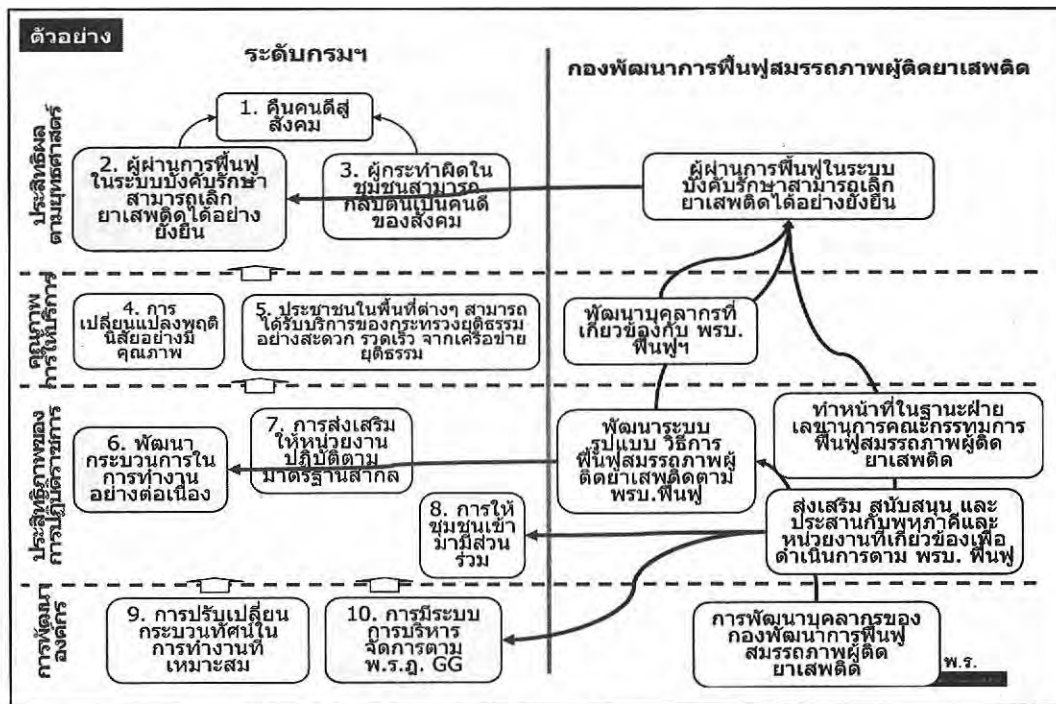 ตัวอย่าง
ระดับกรมฯ
กองพัฒนาการฟื้นฟูสมรรถภาพผู้ติดยาเสพติด
ประสิทธิผล
ตามยุทธศาสตร์
1. คืนคนดีสู่
สังคม
2. ผู้ผ่านการฟื้นฟู
ในระบบบังคับรักษา
สามารถเลิก
ยาเสพติดได้อย่าง
ยั่งยืน
3. ผู้กระทำผิดใน
ชุมชนสามารถ
กลับตนเป็นคนดี
ของสังคม
ผู้ผ่านการฟื้นฟูในระบบ
บังคับรักษาสามารถเลิก
ยาเสพติดได้อย่างยั่งยืน
คุณภาพ
การให้บริการ
4. การ
เปลี่ยนแปลงพฤติ
นิสัยอย่างมี
คุณภาพ
5. ประชาชนในพื้นที่ต่างๆ สามารถ
ได้รับบริการของกระทรวงยุติธรรม
อย่างสะดวก รวดเร็ว จากเครือข่าย
ยุติธรรม
พัฒนาบุคลากรที่
เกี่ยวข้องกับ พรบ.
ฟื้นฟูฯ
ประสิทธิภาพของ
การปฏิบัติราชการ
6. พัฒนา
กระบวนการใน
การทำงาน
อย่างต่อเนื่อง
7. การส่งเสริม
ให้หน่วยงาน
ปฏิบัติตาม
มาตรฐานสากล
8. การให้
ชุมชนเข้า
มามีส่วน
ร่วม
พัฒนาระบบ
รูปแบบ วิธีการ
ฟื้นฟูสมรรถภาพผู้
ติดยาเสพติดตาม
พรบ.ฟื้นฟู
ทำหน้าที่ในฐานะฝ่าย
เลขานุการคณะกรรมการ
ฟื้นฟูสมรรถภาพผู้ติด
ยาเสพติด
ส่งเสริม สนับสนุน และ
ประสานกับพหุภาคีและ
หน่วยงานที่เกี่ยวข้องเพื่อ
ดำเนินการตาม พรบ. ฟื้นฟู
การพัฒนา
องค์กร
9. การปรับเปลี่ยน
กระบวนทัศน์ใน
การทำงานที่
เหมาะสม
10. การมีระบบ
การบริหาร
จัดการตาม
พ.ร.ฎ. GG
การพัฒนาบุคลากรของ
กองพัฒนาการฟื้นฟู
สมรรถภาพผู้ติด
ยาเสพติด
พ.ร.